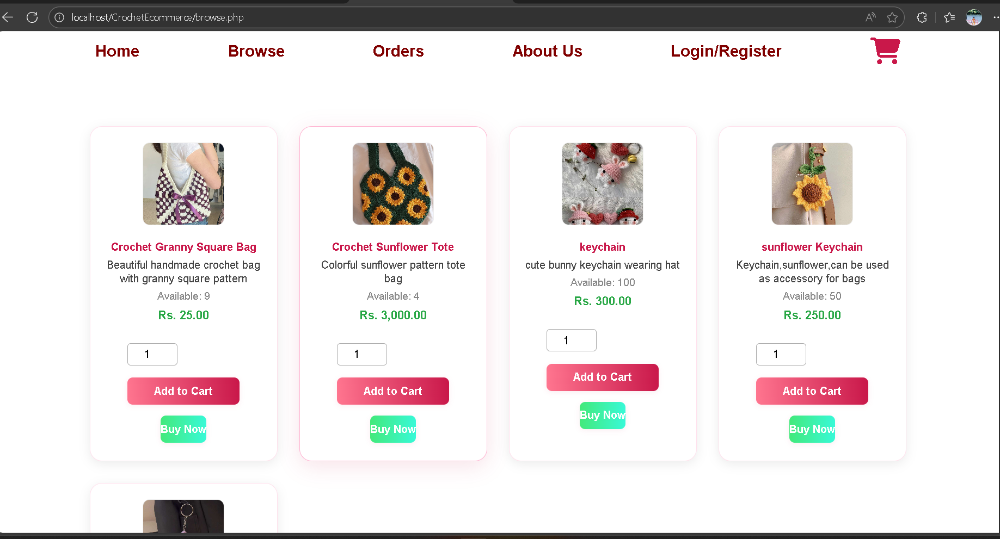 localhost/CrochetEcommerce/browse.php
Home Browse Orders About Us Login/Register
Crochet Granny Square Bag
Beautiful handmade crochet bag
with granny square pattern
Available: 9
Rs. 25.00
1
Add to Cart
Buy Now
Crochet Sunflower Tote
Colorful sunflower pattern tote
bag
Available: 4
Rs. 3,000.00
1
Add to Cart
Buy Now
keychain
cute bunny keychain wearing hat
Available: 100
Rs. 300.00
1
Add to Cart
Buy Now
sunflower Keychain
Keychain,sunflower,can be used
as accessory for bags
Available: 50
Rs. 250.00
1
Add to Cart
Buy Now